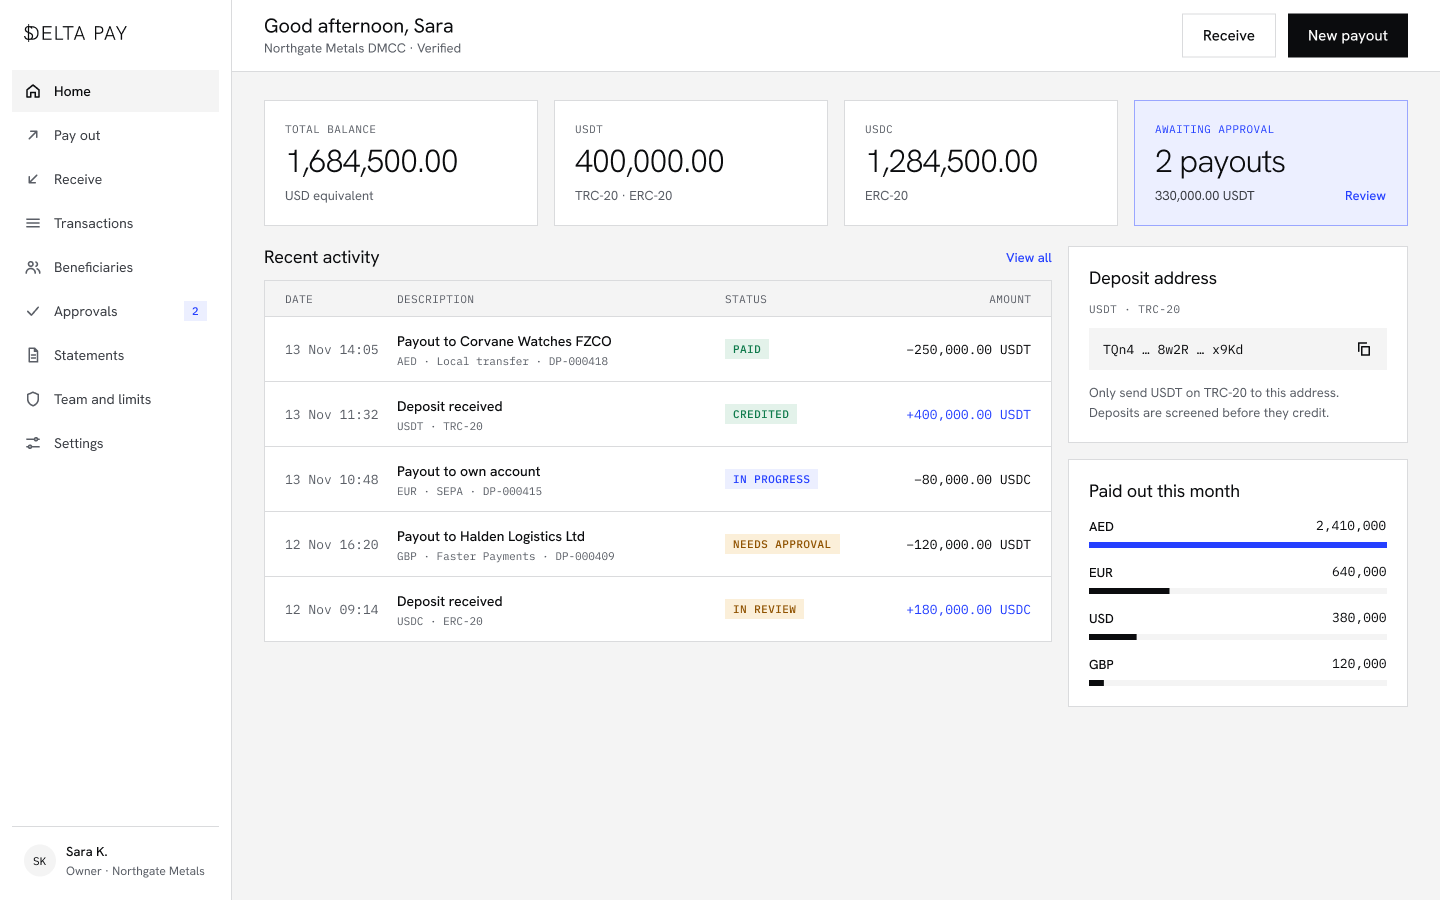 $DELTA PAY
Home
Pay out
Receive
Transactions
Beneficiaries
Approvals 2
Statements
Team and limits
Settings
SK
Sara K.
Owner · Northgate Metals
Good afternoon, Sara
Northgate Metals DMCC · Verified
Receive
New payout
TOTAL BALANCE
1,684,500.00
USD equivalent
USDT
400,000.00
TRC-20 · ERC-20
USDC
1,284,500.00
ERC-20
AWAITING APPROVAL
2 payouts
330,000.00 USDT Review
Recent activity View all
DATE DESCRIPTION STATUS AMOUNT
13 Nov 14:05 Payout to Corvane Watches FZCO PAID −250,000.00 USDT
AED · Local transfer · DP-000418
13 Nov 11:32 Deposit received CREDITED +400,000.00 USDT
USDT · TRC-20
13 Nov 10:48 Payout to own account IN PROGRESS −80,000.00 USDC
EUR · SEPA · DP-000415
12 Nov 16:20 Payout to Halden Logistics Ltd NEEDS APPROVAL −120,000.00 USDT
GBP · Faster Payments · DP-000409
12 Nov 09:14 Deposit received IN REVIEW +180,000.00 USDC
USDC · ERC-20
Deposit address
USDT · TRC-20
TQn4 … 8w2R … x9Kd
Only send USDT on TRC-20 to this address.
Deposits are screened before they credit.
Paid out this month
AED 2,410,000
EUR 640,000
USD 380,000
GBP 120,000